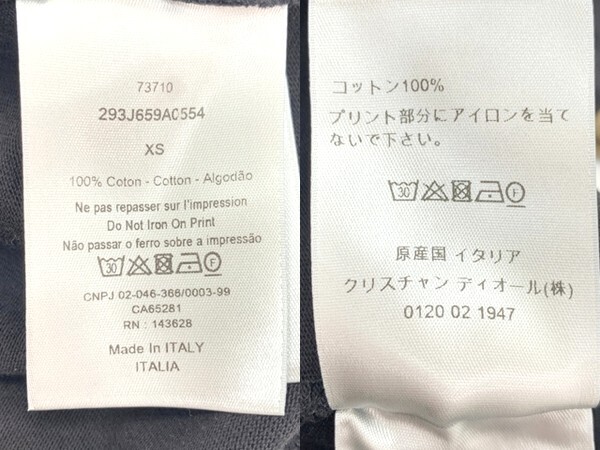 73710
293J659A0554
XS
100% Coton - Cotton - Algodão
Ne pas repasser sur l'impression
Do Not Iron On Print
Não passar o ferro sobre a impressão
30 F
CNPJ 02-046-366/0003-99
CA65281
RN : 143628
Made In ITALY
ITALIA
コットン100%
プリント部分にアイロンを当て
ないで下さい。
30 F
原産国 イタリア
クリスチャン ディオール(株)
0120 02 1947